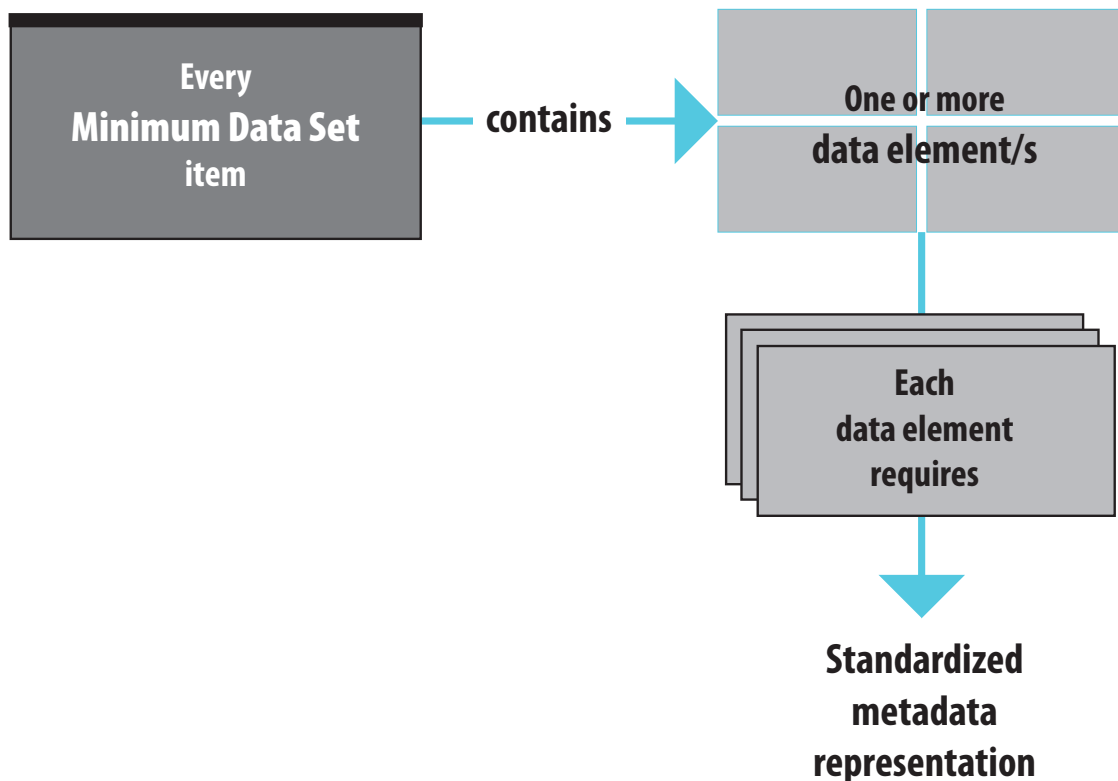 Every
Minimum Data Set
item
contains
One or more
data element/s
Each
data element
requires
Standardized
metadata
representation